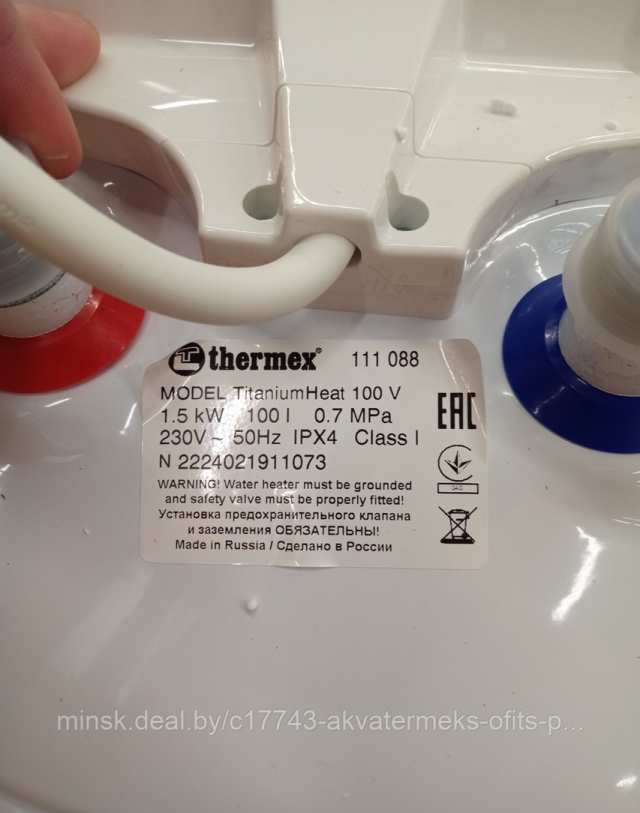 thermex® 111 088
MODEL TitaniumHeat 100 V
1.5 kW 100 l 0.7 MPa
230V~ 50Hz IPX4 Class I
N 2224021911073
WARNING! Water heater must be grounded
and safety valve must be properly fitted!
Установка предохранительного клапана
и заземления ОБЯЗАТЕЛЬНЫ!
Made in Russia / Сделано в России
EAC
minsk.deal.by/c17743-akvatermeks-ofits-p...